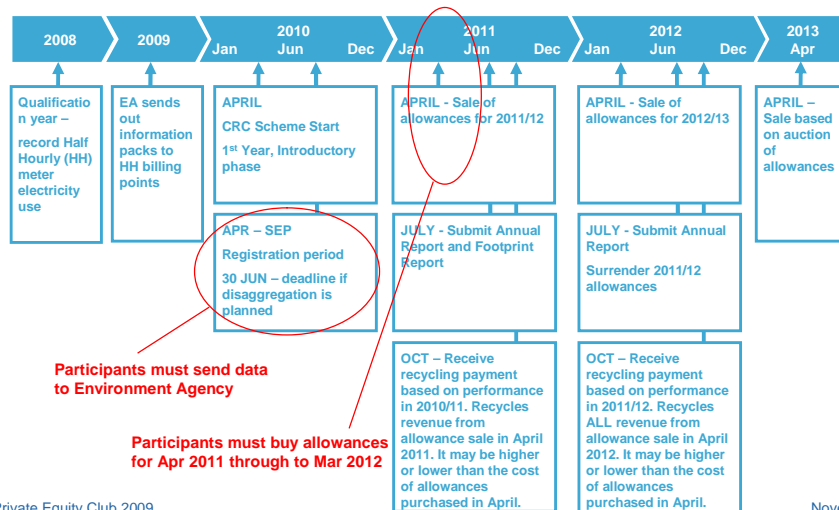 2008
2009
2010
Jan Jun Dec
2011
Jan Jun Dec
2012
Jan Jun Dec
2013
Apr
Qualificatio
n year –
record Half
Hourly (HH)
meter
electricity
use
EA sends
out
information
packs to
HH billing
points
APRIL
CRC Scheme Start
1st Year, Introductory
phase
APRIL - Sale of
allowances for 2011/12
APRIL - Sale of
allowances for 2012/13
APRIL –
Sale based
on auction
of
allowances
APR – SEP
Registration period
30 JUN – deadline if
disaggregation is
planned
JULY - Submit Annual
Report and Footprint
Report
JULY - Submit Annual
Report
Surrender 2011/12
allowances
Participants must send data
to Environment Agency
Participants must buy allowances
for Apr 2011 through to Mar 2012
OCT – Receive
recycling payment
based on performance
in 2010/11. Recycles
revenue from
allowance sale in April
2011. It may be higher
or lower than the cost
of allowances
purchased in April.
OCT – Receive
recycling payment
based on performance
in 2011/12. Recycles
ALL revenue from
allowance sale in April
2012. It may be higher
or lower than the cost
of allowances
purchased in April.
Private Equity Club 2009